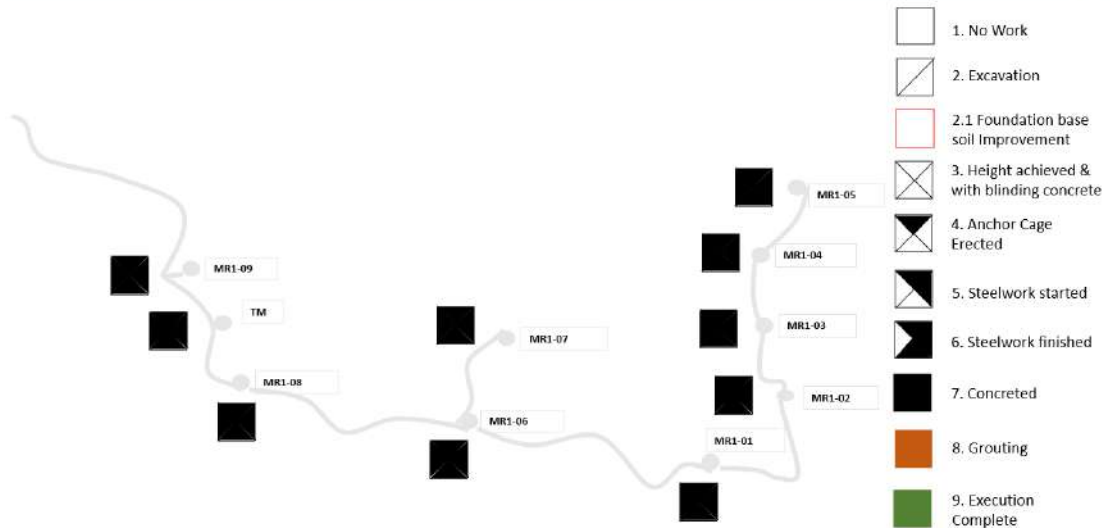 1. No Work
2. Excavation
2.1 Foundation base
soil Improvement
3. Height achieved &
with blinding concrete
4. Anchor Cage
Erected
5. Steelwork started
6. Steelwork finished
7. Concreted
8. Grouting
9. Execution
Complete
MR1-05
MR1-04
MR1-09
TM
MR1-03
MR1-07
MR1-08
MR1-02
MR1-06
MR1-01